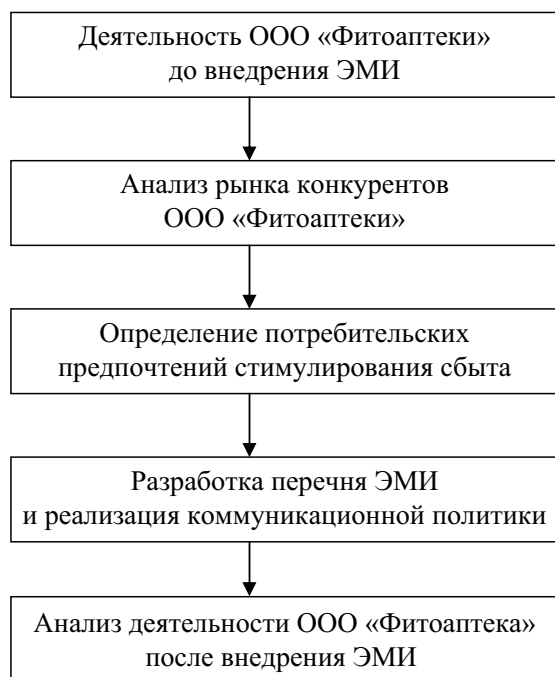 Деятельность ООО «Фитоаптеки»
до внедрения ЭМИ
Анализ рынка конкурентов
ООО «Фитоаптеки»
Определение потребительских
предпочтений стимулирования сбыта
Разработка перечня ЭМИ
и реализация коммуникационной политики
Анализ деятельности ООО «Фитоаптека»
после внедрения ЭМИ